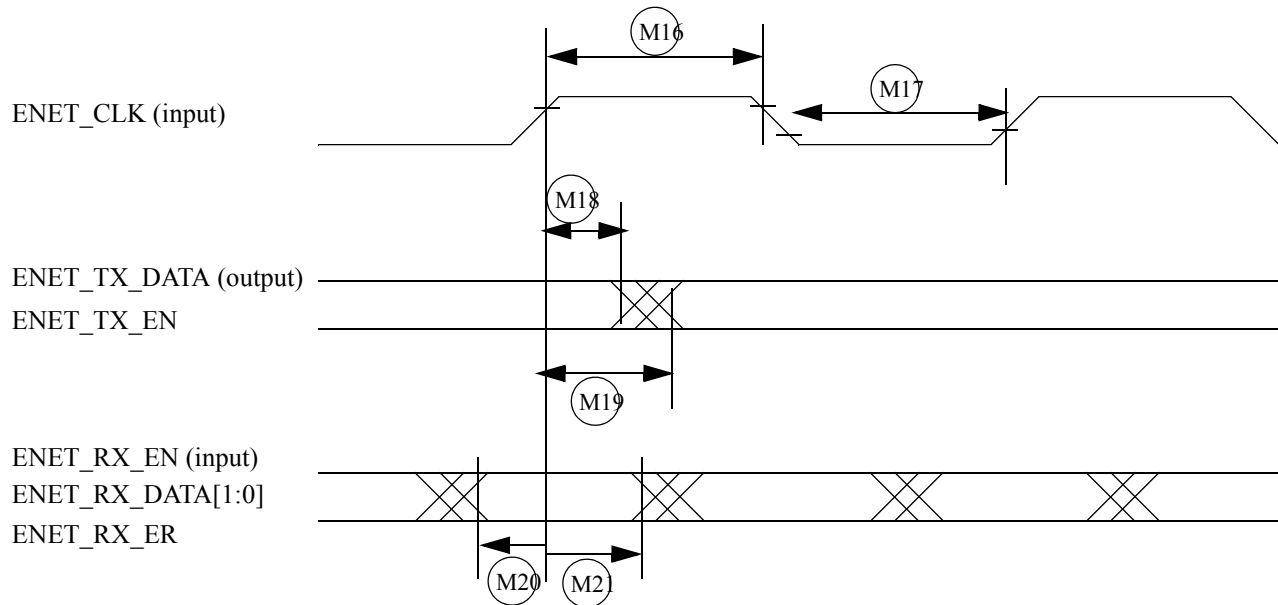 M16
ENET_CLK (input)
M17
M18
ENET_TX_DATA (output)
ENET_TX_EN
M19
ENET_RX_EN (input)
ENET_RX_DATA[1:0]
ENET_RX_ER
M20
M21